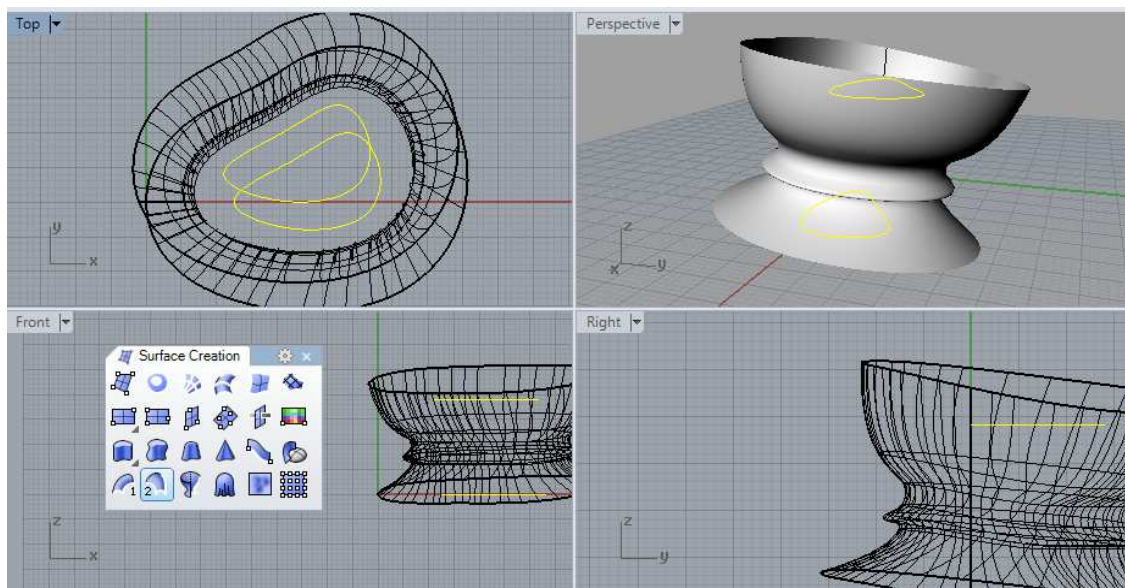 Top
Perspective
y
x
z
x
y
Front
Surface Creation
Right
1
2
z
x
z
y